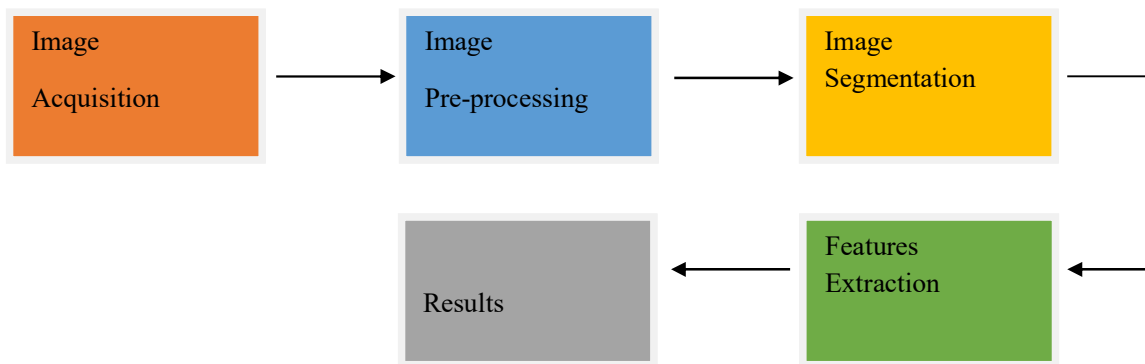 Image
Acquisition
Image
Pre-processing
Image
Segmentation
Features
Extraction
Results